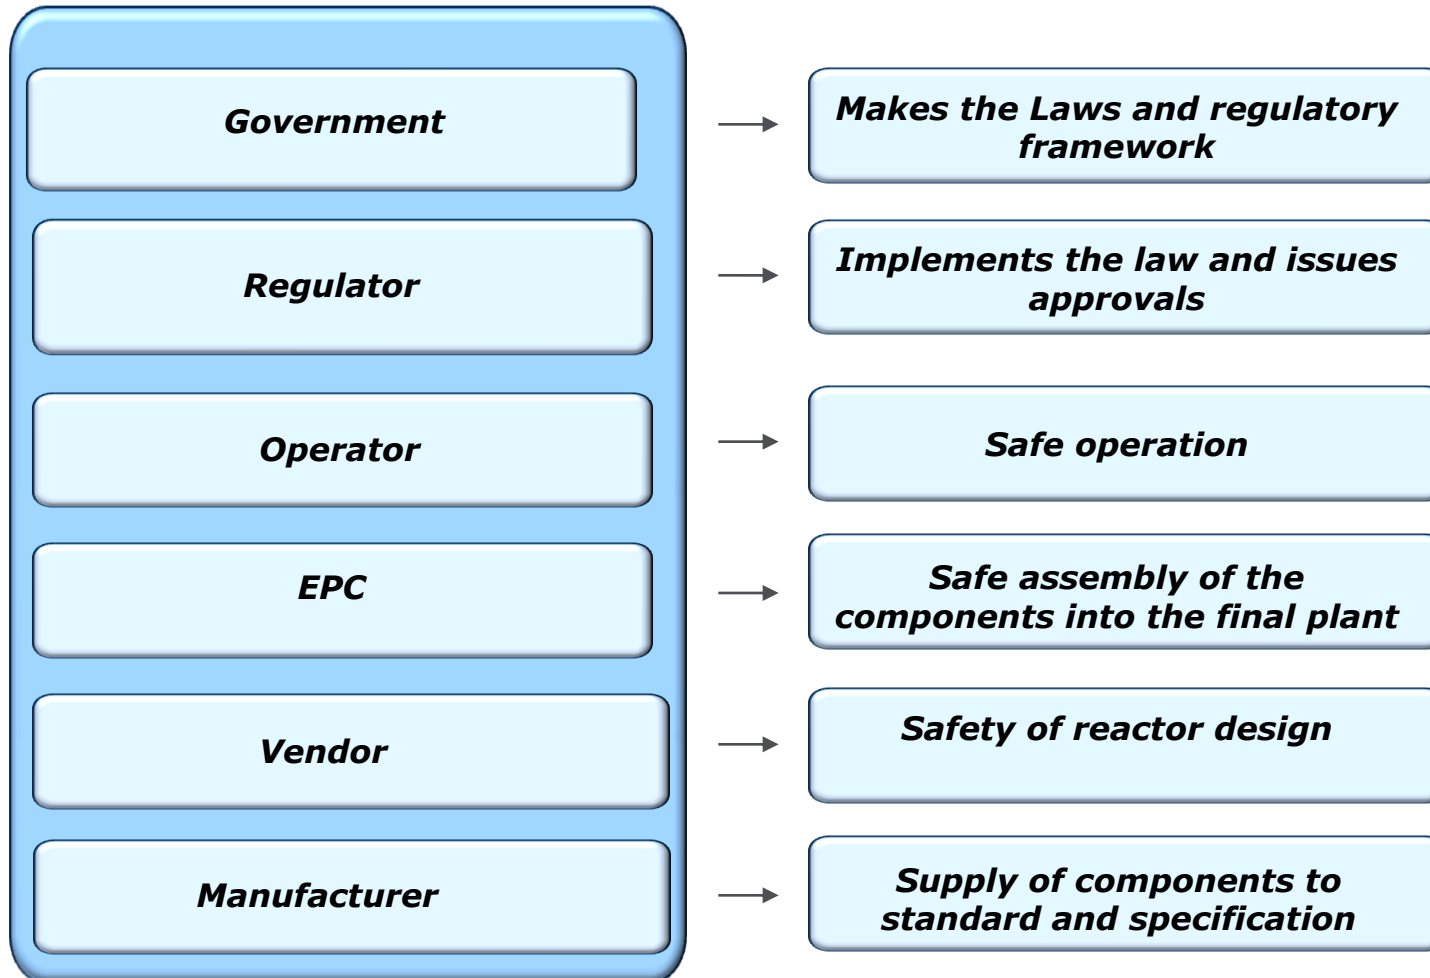 Government
Makes the Laws and regulatory
framework
Regulator
Implements the law and issues
approvals
Operator
Safe operation
EPC
Safe assembly of the
components into the final plant
Vendor
Safety of reactor design
Manufacturer
Supply of components to
standard and specification